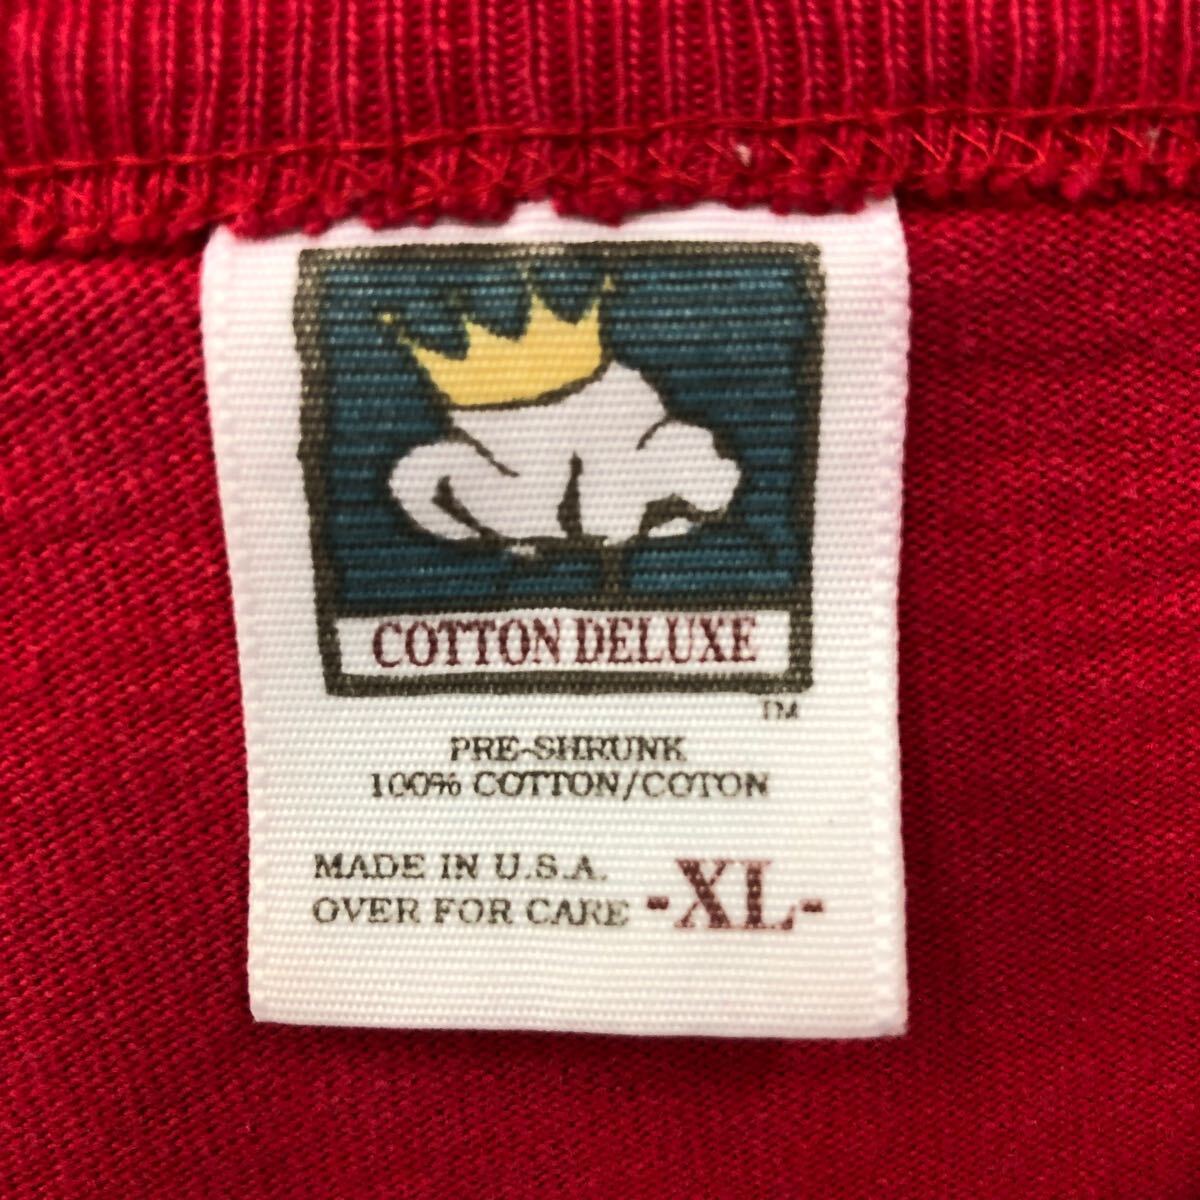 COTTON DELUXE
TM
PRE-SHRUNK
100% COTTON/COTON
MADE IN U.S.A.
OVER FOR CARE -XL-